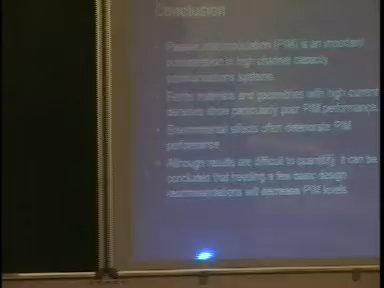 Conclusion
Passive intermodulation (PIM) is an important
consideration in high channel capacity
communications systems.
Ferrite materials and geometries with high current
densities show particularly poor PIM performance.
Environmental effects often deteriorate PIM
performance
Although results are difficult to quantify, it can be
concluded that heeding a few basic design
recommendations will decrease PIM levels.